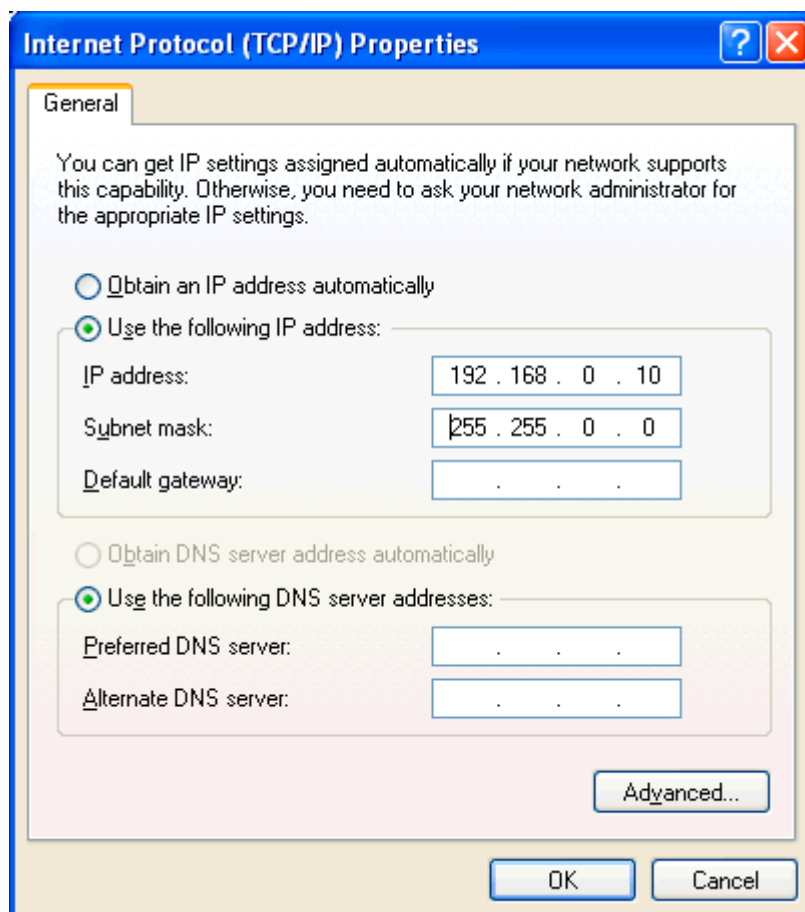 Internet Protocol (TCP/IP) Properties
General
You can get IP settings assigned automatically if your network supports
this capability. Otherwise, you need to ask your network administrator for
the appropriate IP settings.
Obtain an IP address automatically
Use the following IP address:
IP address: 192 . 168 . 0 . 10
Subnet mask: 255 . 255 . 0 . 0
Default gateway: . . .
Obtain DNS server address automatically
Use the following DNS server addresses:
Preferred DNS server: . . .
Alternate DNS server: . . .
Advanced...
OK Cancel